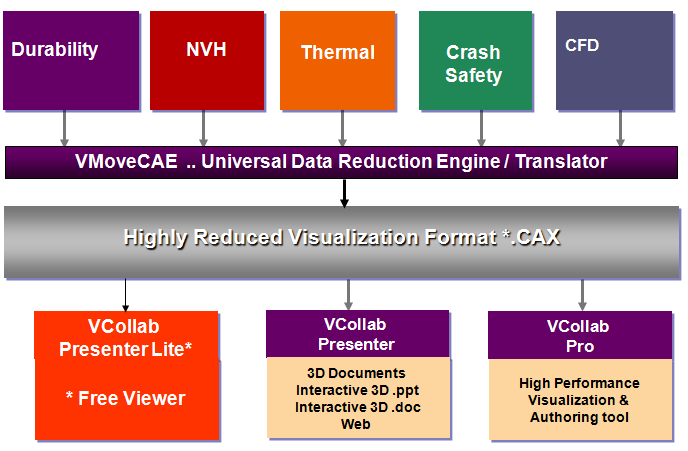 Durability
NVH
Thermal
Crash
Safety
CFD
VMoveCAE .. Universal Data Reduction Engine / Translator
Highly Reduced Visualization Format *.CAX
VCollab
Presenter Lite*
* Free Viewer
VCollab
Presenter
3D Documents
Interactive 3D .ppt
Interactive 3D .doc
Web
VCollab
Pro
High Performance
Visualization &
Authoring tool